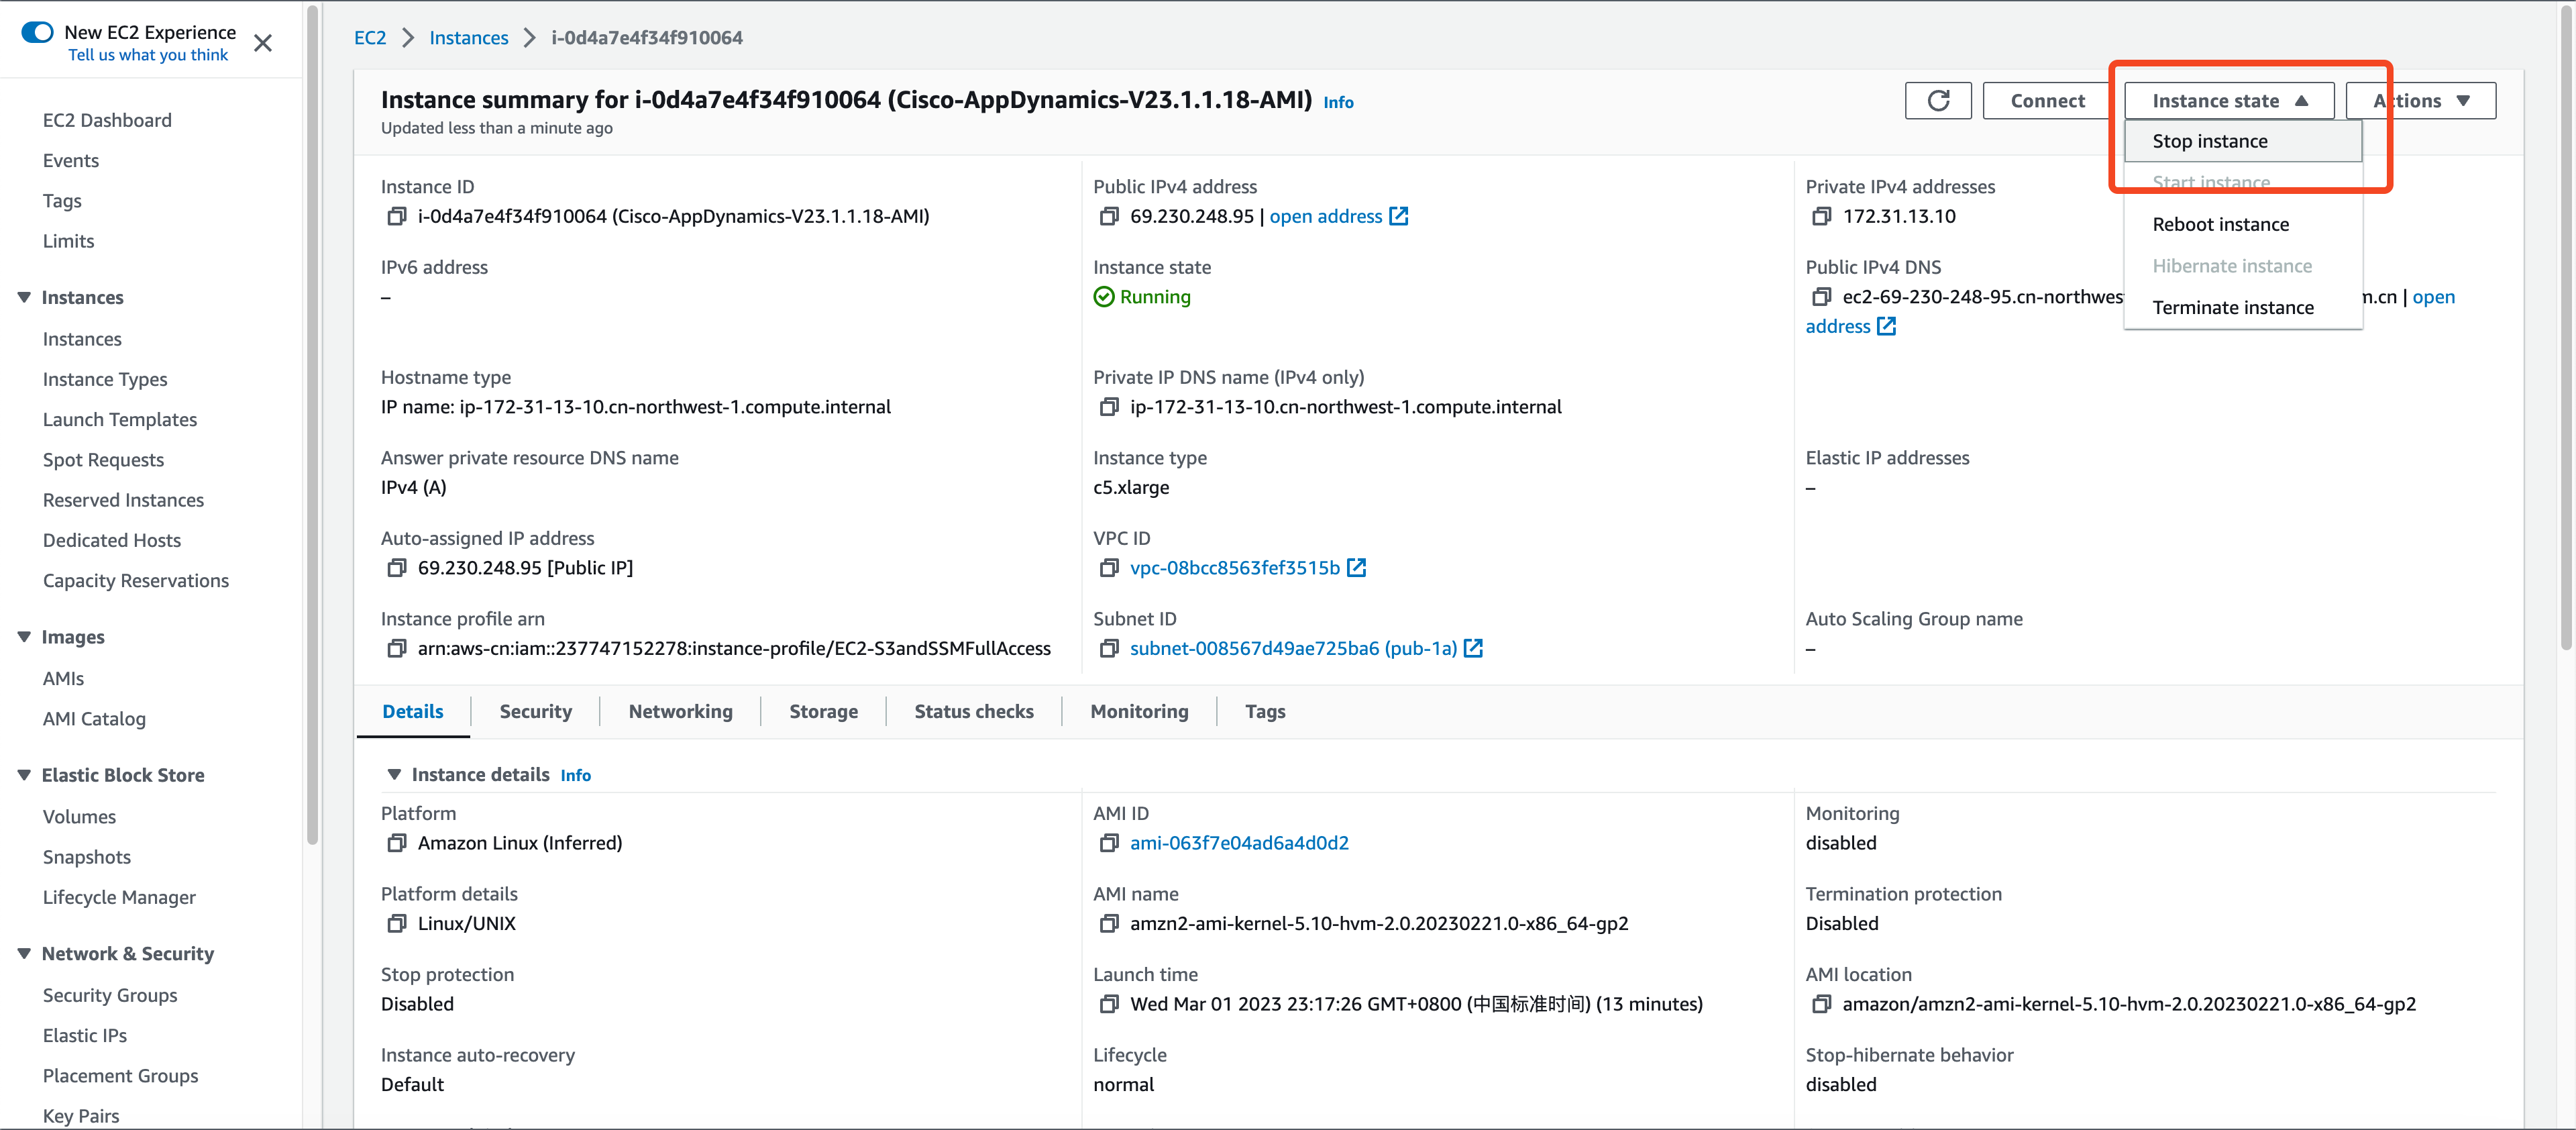 New EC2 Experience
Tell us what you think
EC2 Dashboard
Events
Tags
Limits
Instances
Instances
Instance Types
Launch Templates
Spot Requests
Reserved Instances
Dedicated Hosts
Capacity Reservations
Images
AMIs
AMI Catalog
Elastic Block Store
Volumes
Snapshots
Lifecycle Manager
Network & Security
Security Groups
Elastic IPs
Placement Groups
Key Pairs
EC2 Instances i-0d4a7e4f34f910064
Instance summary for i-0d4a7e4f34f910064 (Cisco-AppDynamics-V23.1.1.18-AMI) Info
Updated less than a minute ago
Connect
Instance state
Actions
Stop instance
Start instance
Reboot instance
Hibernate instance
Terminate instance
Instance ID
i-0d4a7e4f34f910064 (Cisco-AppDynamics-V23.1.1.18-AMI)
Public IPv4 address
69.230.248.95 | open address
Private IPv4 addresses
172.31.13.10
IPv6 address
–
Instance state
Running
Public IPv4 DNS
ec2-69-230-248-95.cn-northwes m.cn | open
address
Hostname type
IP name: ip-172-31-13-10.cn-northwest-1.compute.internal
Private IP DNS name (IPv4 only)
ip-172-31-13-10.cn-northwest-1.compute.internal
Answer private resource DNS name
IPv4 (A)
Instance type
c5.xlarge
Elastic IP addresses
–
Auto-assigned IP address
69.230.248.95 [Public IP]
VPC ID
vpc-08bcc8563fef3515b
Instance profile arn
arn:aws-cn:iam::237747152278:instance-profile/EC2-S3andSSMFullAccess
Subnet ID
subnet-008567d49ae725ba6 (pub-1a)
Auto Scaling Group name
–
Details
Security
Networking
Storage
Status checks
Monitoring
Tags
Instance details Info
Platform
Amazon Linux (Inferred)
AMI ID
ami-063f7e04ad6a4d0d2
Monitoring
disabled
Platform details
Linux/UNIX
AMI name
amzn2-ami-kernel-5.10-hvm-2.0.20230221.0-x86_64-gp2
Termination protection
Disabled
Stop protection
Disabled
Launch time
Wed Mar 01 2023 23:17:26 GMT+0800 (中国标准时间) (13 minutes)
AMI location
amazon/amzn2-ami-kernel-5.10-hvm-2.0.20230221.0-x86_64-gp2
Instance auto-recovery
Default
Lifecycle
normal
Stop-hibernate behavior
disabled